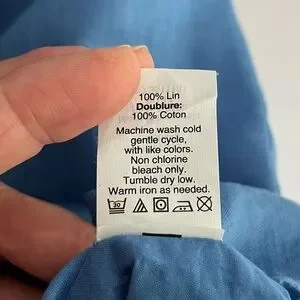 100% Lin
Doublure:
100% Coton
Machine wash cold
gentle cycle,
with like colors.
Non chlorine
bleach only.
Tumble dry low.
Warm iron as needed.
30